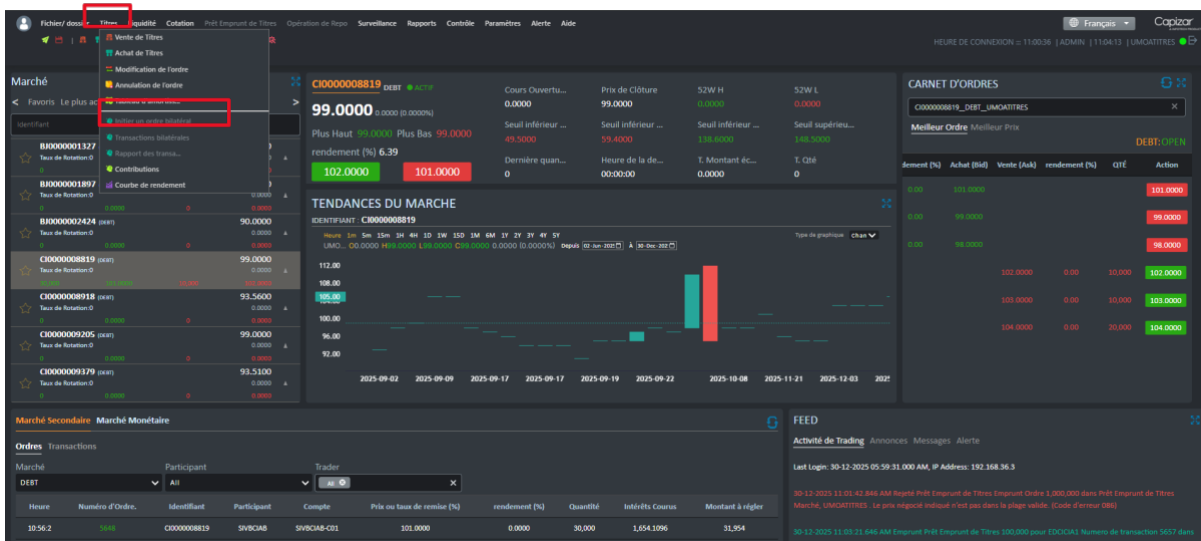 Fichier/ dossier Titres Liquidité Cotation Prêt Emprunt de Titres Opération de Repo Surveillance Rapports Contrôle Paramètres Alerte Aide
Français
Capizar
HEURE DE CONNEXION :: 11:00:36 | ADMIN | 11:04:13 | UMOATITRES
Vente de Titres
Achat de Titres
Modification de l'ordre
Annulation de l'ordre
Initier un ordre bilatéral
Transactions bilatérales
Rapport des transa...
Contributions
Courbe de rendement
Marché
< Favoris Le plus ac >
Identifiant
BJ0000001327
Taux de Rotation:0
0
BJ0000001897
Taux de Rotation:0 0.0000
0 0.0000 0 0.0000
BJ0000002424 (DEBT) 90.0000
Taux de Rotation:0 0.0000
0 0.0000 0 0.0000
CI0000008819 (DEBT) 99.0000
Taux de Rotation:0 0.0000
CI0000008918 (DEBT) 93.5600
Taux de Rotation:0 0.0000
0 0.0000 0 0.0000
CI0000009205 (DEBT) 99.0000
Taux de Rotation:0 0.0000
0 0.0000 0 0.0000
CI0000009379 (DEBT) 93.5100
Taux de Rotation:0 0.0000
0 0.0000 0 0.0000
CI0000008819 DEBT ACTIF
99.0000 0.0000 (0.0000%)
Plus Haut 99.0000 Plus Bas 99.0000
rendement (%) 6.39
102.0000 101.0000
Cours Ouvertu... Prix de Clôture 52W H 52W L
0.0000 99.0000 0.0000 0.0000
Seuil inférieur ... Seuil inférieur ... Seuil inférieur ... Seuil supérieu...
49.5000 59.4000 138.6000 148.5000
Dernière quan... Heure de la de... T. Montant éc... T. Qté
0 00:00:00 0.0000 0
TENDANCES DU MARCHE
IDENTIFIANT : CI0000008819
Heure 1m 5m 15m 1H 4H 1D 1W 15D 1M 6M 1Y 2Y 3Y 4Y 5Y
Type de graphique Chan
UMO... O0.0000 H99.0000 L99.0000 C99.0000 0.0000 (0.0000%) Depuis 02-Jun-2025 À 30-Dec-202
112.00
108.00
105.00
100.00
96.00
92.00
2025-09-02 2025-09-09 2025-09-17 2025-09-17 2025-09-19 2025-09-22 2025-10-08 2025-11-21 2025-12-03 2025
CARNET D'ORDRES
CI0000008819_DEBT_UMOATITRES ×
Meilleur Ordre Meilleur Prix
DEBT:OPEN
dement (%) Achat (Bid) Vente (Ask) rendement (%) QTÉ Action
0.00 101.0000 101.0000
0.00 99.0000 99.0000
0.00 98.0000 98.0000
102.0000 0.00 10,000 102.0000
103.0000 0.00 10,000 103.0000
104.0000 0.00 20,000 104.0000
Marché Secondaire Marché Monétaire
Ordres Transactions
Marché Participant Trader
DEBT All All ×
Heure Numéro d'Ordre. Identifiant Participant Compte Prix ou taux de remise (%) rendement (%) Quantité Intérêts Courus Montant à régler
10:56:2 5648 CI0000008819 SIVBCIAB SIVBCIAB-C01 101.0000 0.0000 30,000 1,654.1096 31,954
FEED
Activité de Trading Annonces Messages Alerte
Last Login: 30-12-2025 05:59:31.000 AM, IP Address: 192.168.36.3
30-12-2025 11:01:42.846 AM Rejeté Prêt Emprunt de Titres Emprunt Ordre 1,000,000 dans Prêt Emprunt de Titres
Marché, UMOATITRES . Le prix négocié indiqué n'est pas dans la plage valide. (Code d'erreur 086)
30-12-2025 11:03:21.646 AM Emprunt Prêt Emprunt de Titres 100,000 pour EDCICIA1 Numero de transaction 5657 dans